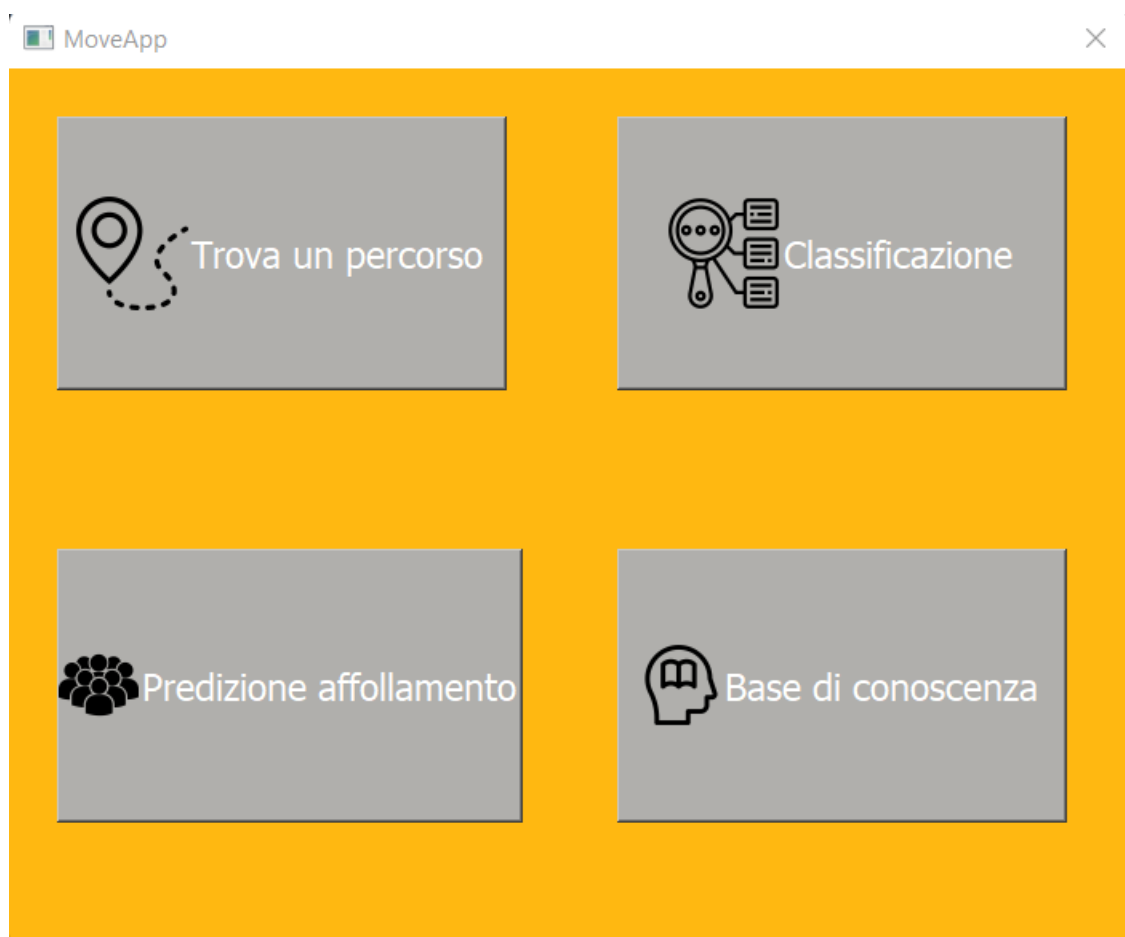 MoveApp
Trova un percorso
Classificazione
Predizione affollamento
Base di conoscenza